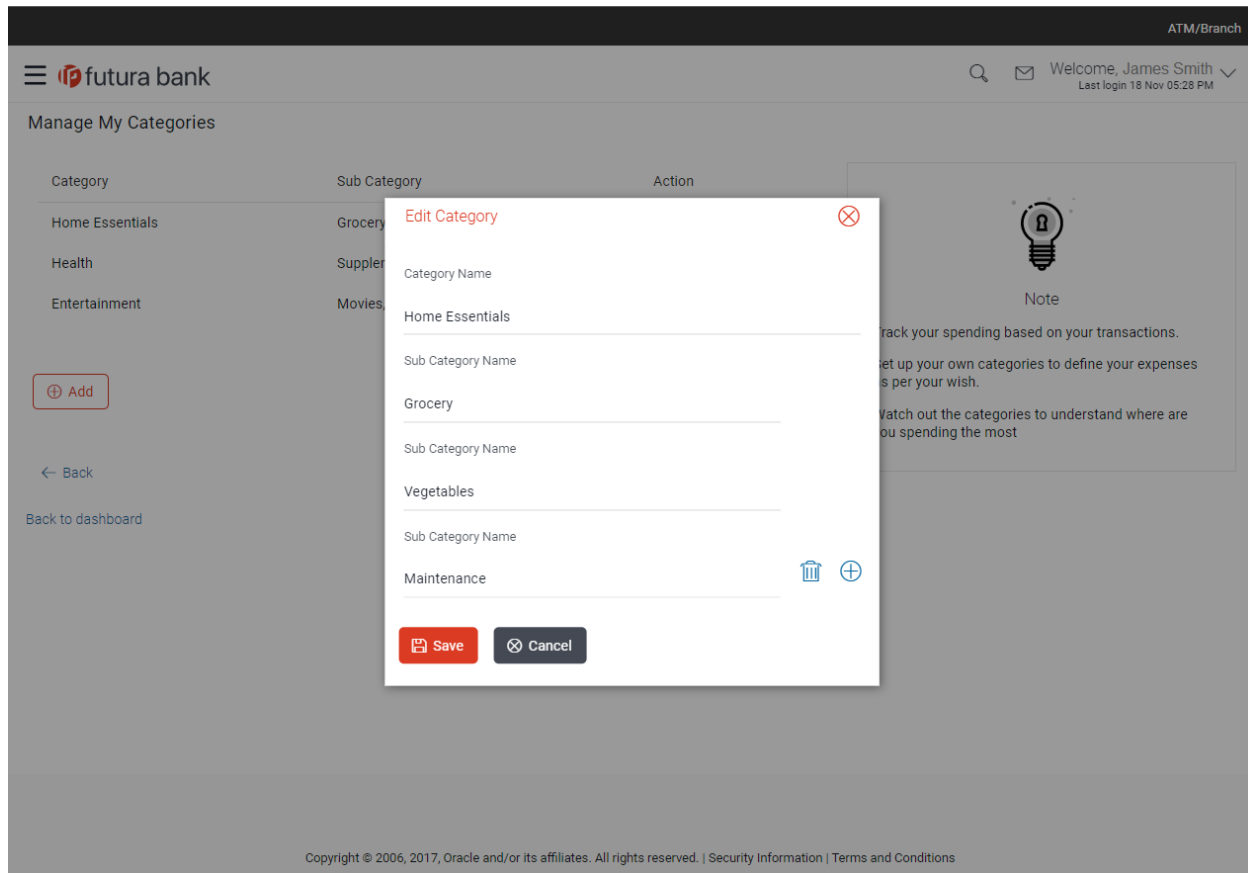 ATM/Branch
futura bank
Welcome, James Smith
Last login 18 Nov 05:28 PM
Manage My Categories
Category Sub Category Action
Home Essentials Grocery
Health
Entertainment Movies,
Add
Back
Back to dashboard
Edit Category
Category Name
Home Essentials
Sub Category Name
Grocery
Sub Category Name
Vegetables
Sub Category Name
Maintenance
Save Cancel
Note
your spending based on your transactions.
up your own categories to define your expenses
per your wish.
out the categories to understand where are
spending the most
Copyright © 2006, 2017, Oracle and/or its affiliates. All rights reserved. | Security Information | Terms and Conditions